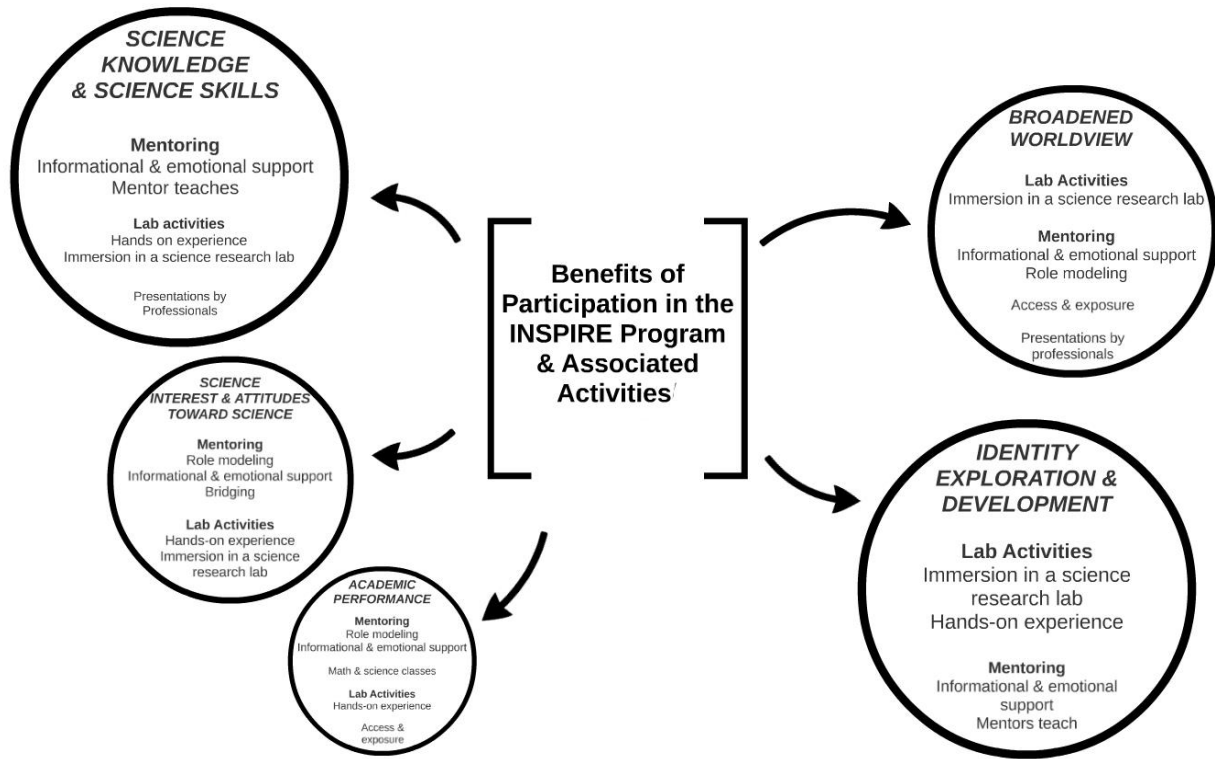 SCIENCE
KNOWLEDGE
& SCIENCE SKILLS
Mentoring
Informational & emotional support
Mentor teaches
Lab activities
Hands on experience
Immersion in a science research lab
Presentations by
Professionals
SCIENCE
INTEREST & ATTITUDES
TOWARD SCIENCE
Mentoring
Role modeling
Informational & emotional support
Bridging
Lab Activities
Hands-on experience
Immersion in a science
research lab
ACADEMIC
PERFORMANCE
Mentoring
Role modeling
Informational & emotional support
Math & science classes
Lab Activities
Hands-on experience
Access &
exposure
Benefits of
Participation in the
INSPIRE Program
& Associated
Activities
BROADENED
WORLDVIEW
Lab Activities
Immersion in a science research lab
Mentoring
Informational & emotional support
Role modeling
Access & exposure
Presentations by
professionals
IDENTITY
EXPLORATION &
DEVELOPMENT
Lab Activities
Immersion in a science
research lab
Hands-on experience
Mentoring
Informational & emotional
support
Mentors teach